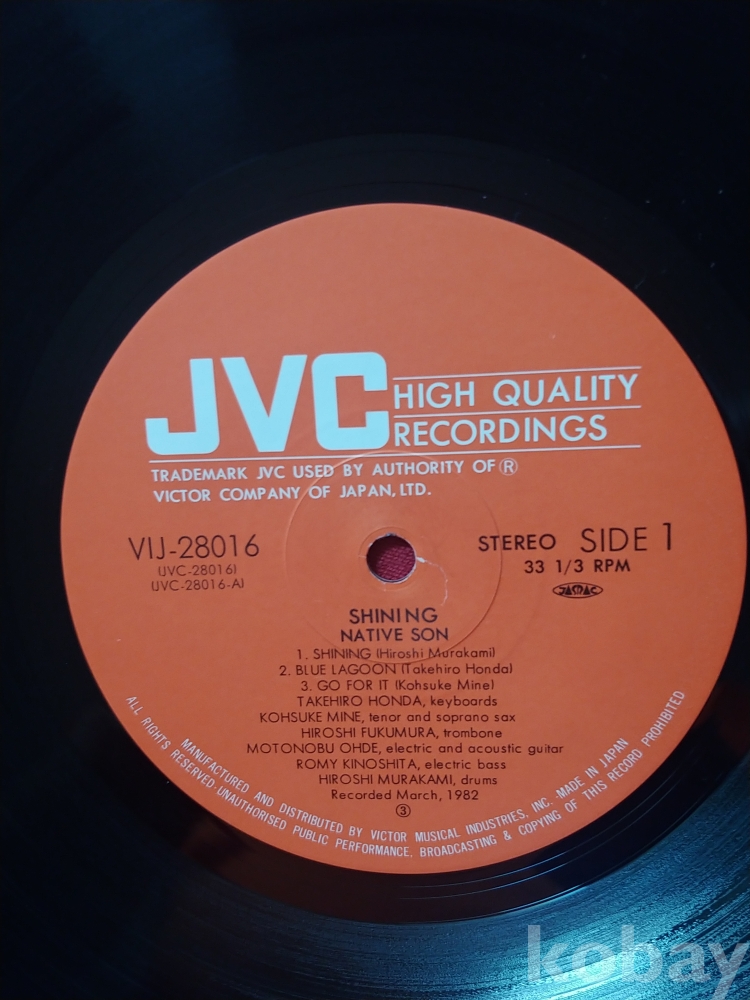 JVC HIGH QUALITY
RECORDINGS
TRADEMARK JVC USED BY AUTHORITY OF Ⓡ
VICTOR COMPANY OF JAPAN, LTD.
VIJ-28016
(JVC-28016)
(JVC-28016-A)
STEREO SIDE 1
33 1/3 RPM
JASRAC
SHINING
NATIVE SON
1. SHINING (Hiroshi Murakami)
2. BLUE LAGOON (Takehiro Honda)
3. GO FOR IT (Kohsuke Mine)
TAKEHIRO HONDA, keyboards
KOHSUKE MINE, tenor and soprano sax
HIROSHI FUKUMURA, trombone
MOTONOBU OHDE, electric and acoustic guitar
ROMY KINOSHITA, electric bass
HIROSHI MURAKAMI, drums
Recorded March, 1982
③
MANUFACTURED AND DISTRIBUTED BY VICTOR MUSICAL INDUSTRIES, INC. MADE IN JAPAN
ALL RIGHTS RESERVED. UNAUTHORISED PUBLIC PERFORMANCE, BROADCASTING & COPYING OF THIS RECORD PROHIBITED
kobay